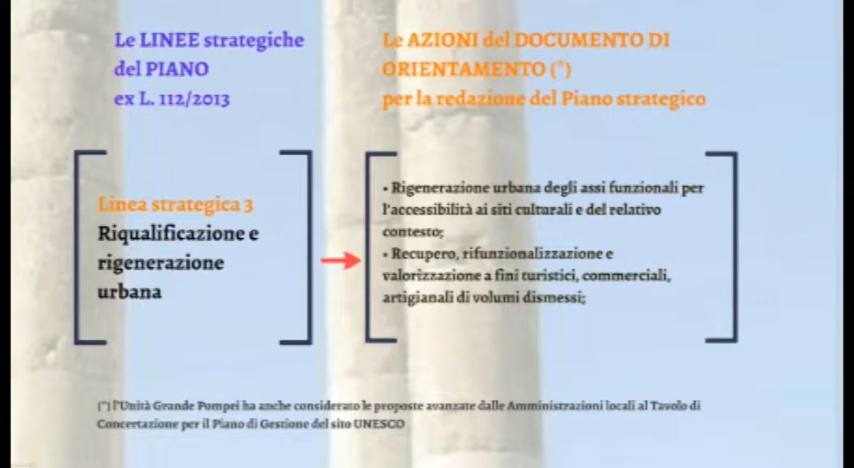 Le LINEE strategiche
del PIANO
ex L. 112/2013
Le AZIONI del DOCUMENTO DI
ORIENTAMENTO (*)
per la redazione del Piano strategico
Linea strategica 3
Riqualificazione e
rigenerazione
urbana
• Rigenerazione urbana degli assi funzionali per
l'accessibilità ai siti culturali e del relativo
contesto;
• Recupero, rifunzionalizzazione e
valorizzazione a fini turistici, commerciali,
artigianali di volumi dismessi;
(*) l'Unità Grande Pompei ha anche considerato le proposte avanzate dalle Amministrazioni locali al Tavolo di
Concertazione per il Piano di Gestione del sito UNESCO